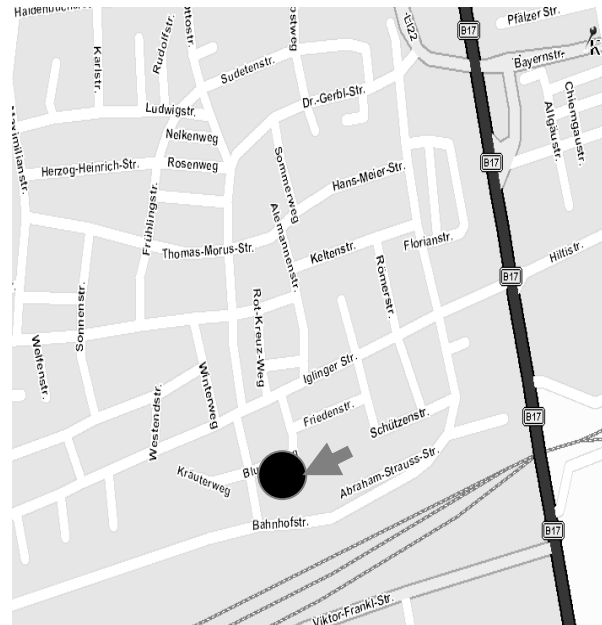 Pfälzer Str.
B17
Bayernstr.
Karlstr.
Rudolfstr.
Ottostr.
Sudetenstr.
Dr.-Gerbl-Str.
Chiemgaustr.
Allgäustr.
Ludwigstr.
Nelkenweg
Rosenweg
Herzog-Heinrich-Str.
B17
Sommerweg
Hans-Meier-Str.
Frühlingstr.
Thomas-Morus-Str.
Alemannenstr.
Keltenstr.
Florianstr.
Hiltistr.
Römerstr.
B17
Sonnenstr.
Rot-Kreuz-Weg
Welfenstr.
Winterweg
Iglinger Str.
Westendstr.
Friedenstr.
Schützenstr.
B17
Kräuterweg
Abraham-Strauss-Str.
Bahnhofstr.
B17
Viktor-Frankl-Str.